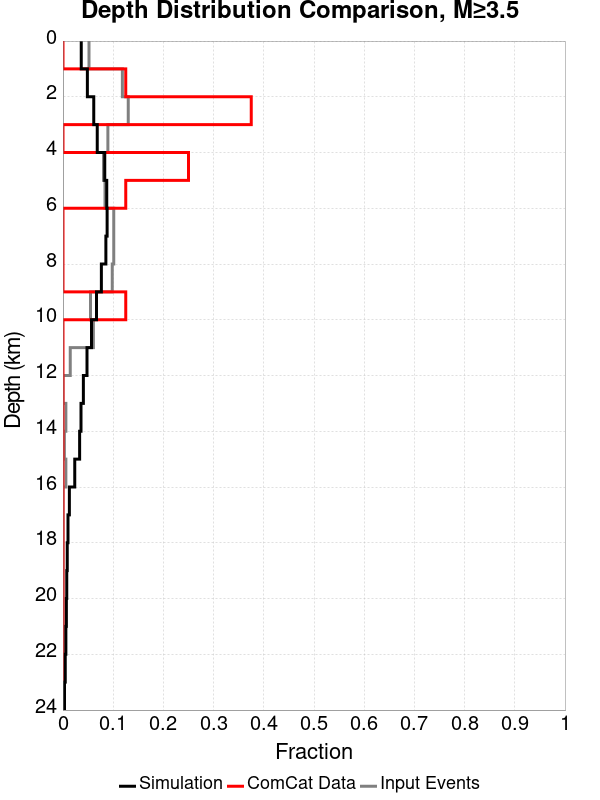 Depth Distribution Comparison, M≥3.5
0
2
4
6
8
10
12
14
16
18
20
22
24
Depth (km)
0 0.1 0.2 0.3 0.4 0.5 0.6 0.7 0.8 0.9 1
Fraction
Simulation ComCat Data Input Events